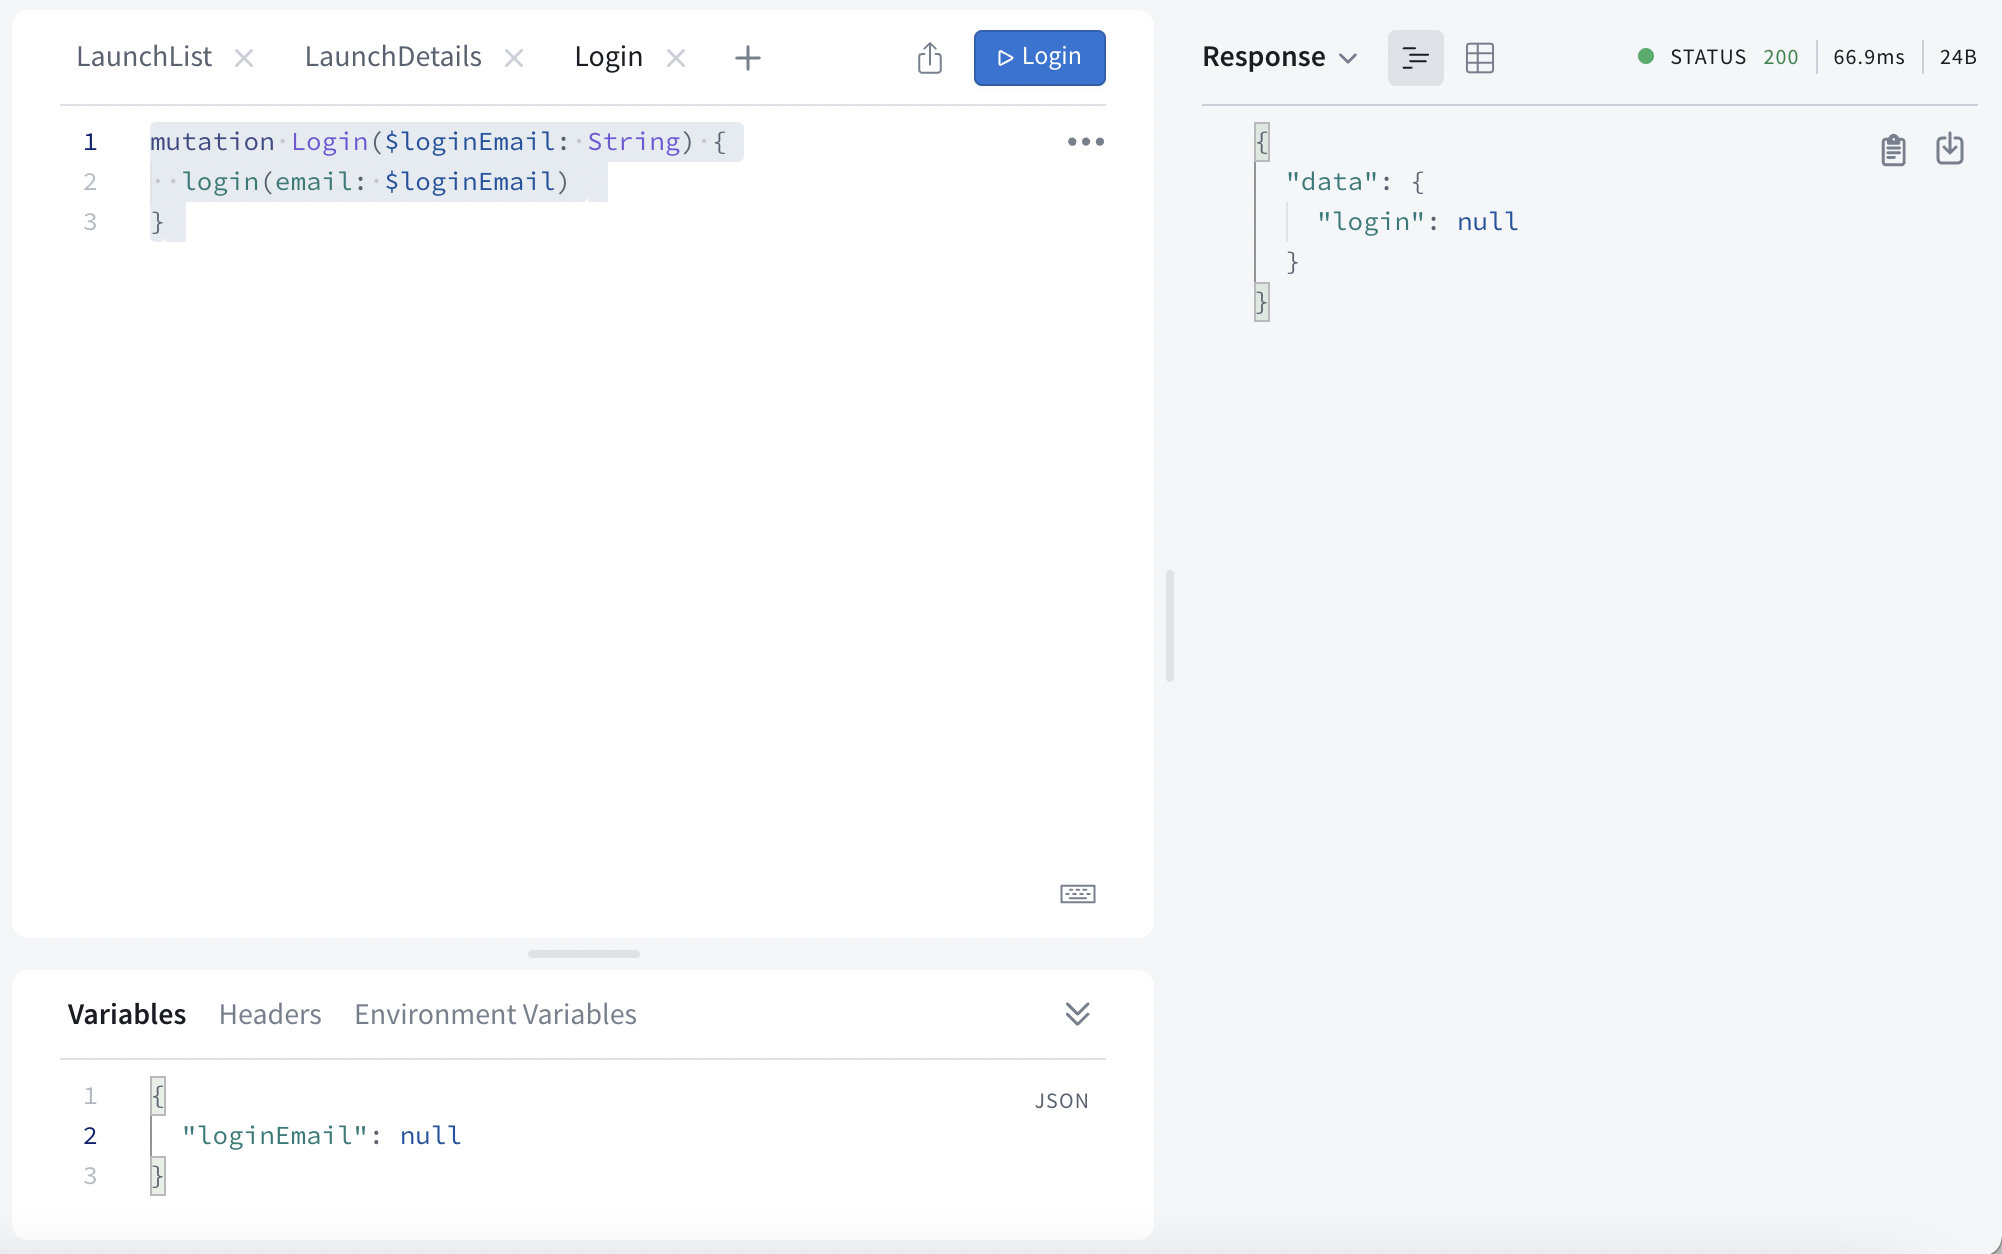 LaunchList LaunchDetails Login Login
1 mutation Login($loginEmail: String) {
2 login(email: $loginEmail)
3 }
Variables Headers Environment Variables
JSON
1 {
2 "loginEmail": null
3 }
Response STATUS 200 66.9ms 24B
{
"data": {
"login": null
}
}